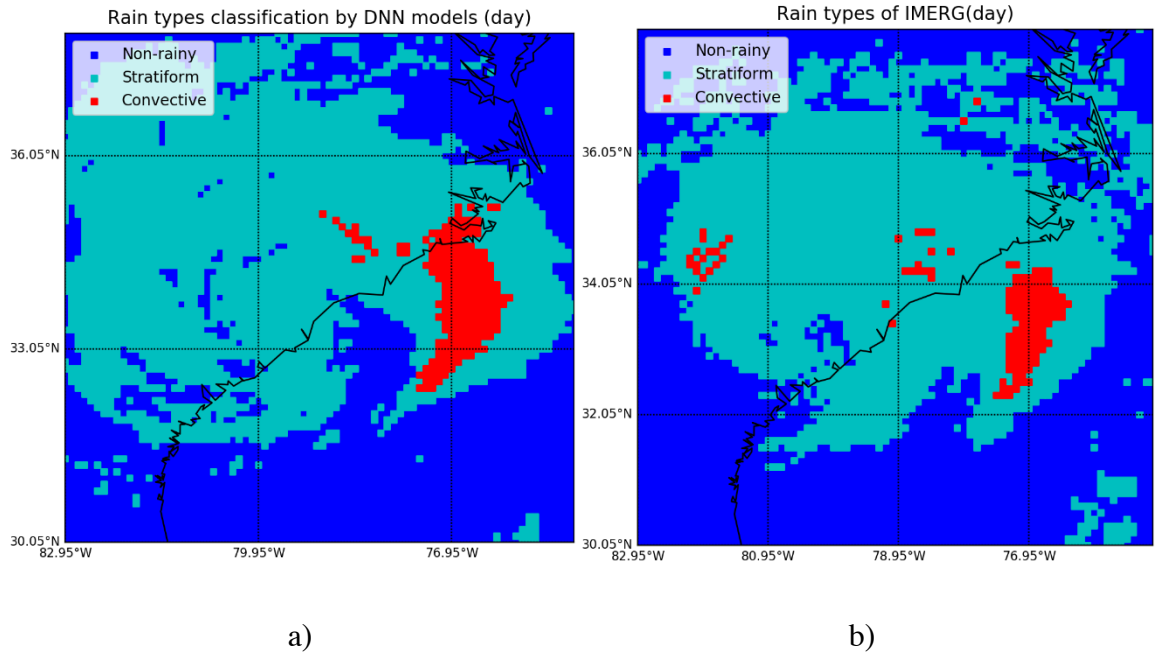 Rain types classification by DNN models (day)
Non-rainy
Stratiform
Convective
36.05°N
33.05°N
30.05°N
82.95°W
79.95°W
76.95°W
a)
Rain types of IMERG(day)
Non-rainy
Stratiform
Convective
36.05°N
34.05°N
32.05°N
30.05°N
82.95°W
80.95°W
78.95°W
76.95°W
b)